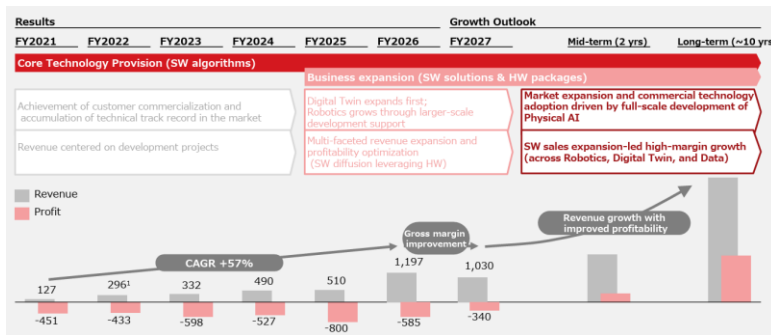 Results
Growth Outlook
FY2021
FY2022
FY2023
FY2024
FY2025
FY2026
FY2027
Mid-term (2 yrs)
Long-term (~10 yrs
Core Technology Provision (SW algorithms)
Business expansion (SW solutions & HW packages)
Achievement of customer commercialization and
accumulation of technical track record in the market
Digital Twin expands first;
Robotics grows through larger-scale
development support
Market expansion and commercial technology
adoption driven by full-scale development of
Physical AI
Revenue centered on development projects
Multi-faceted revenue expansion and
profitability optimization
(SW diffusion leveraging HW)
SW sales expansion-led high-margin growth
(across Robotics, Digital Twin, and Data)
Revenue
Profit
CAGR +57%
Gross margin
improvement
Revenue growth with
improved profitability
127
296¹
332
490
510
1,197
1,030
-451
-433
-598
-527
-800
-585
-340